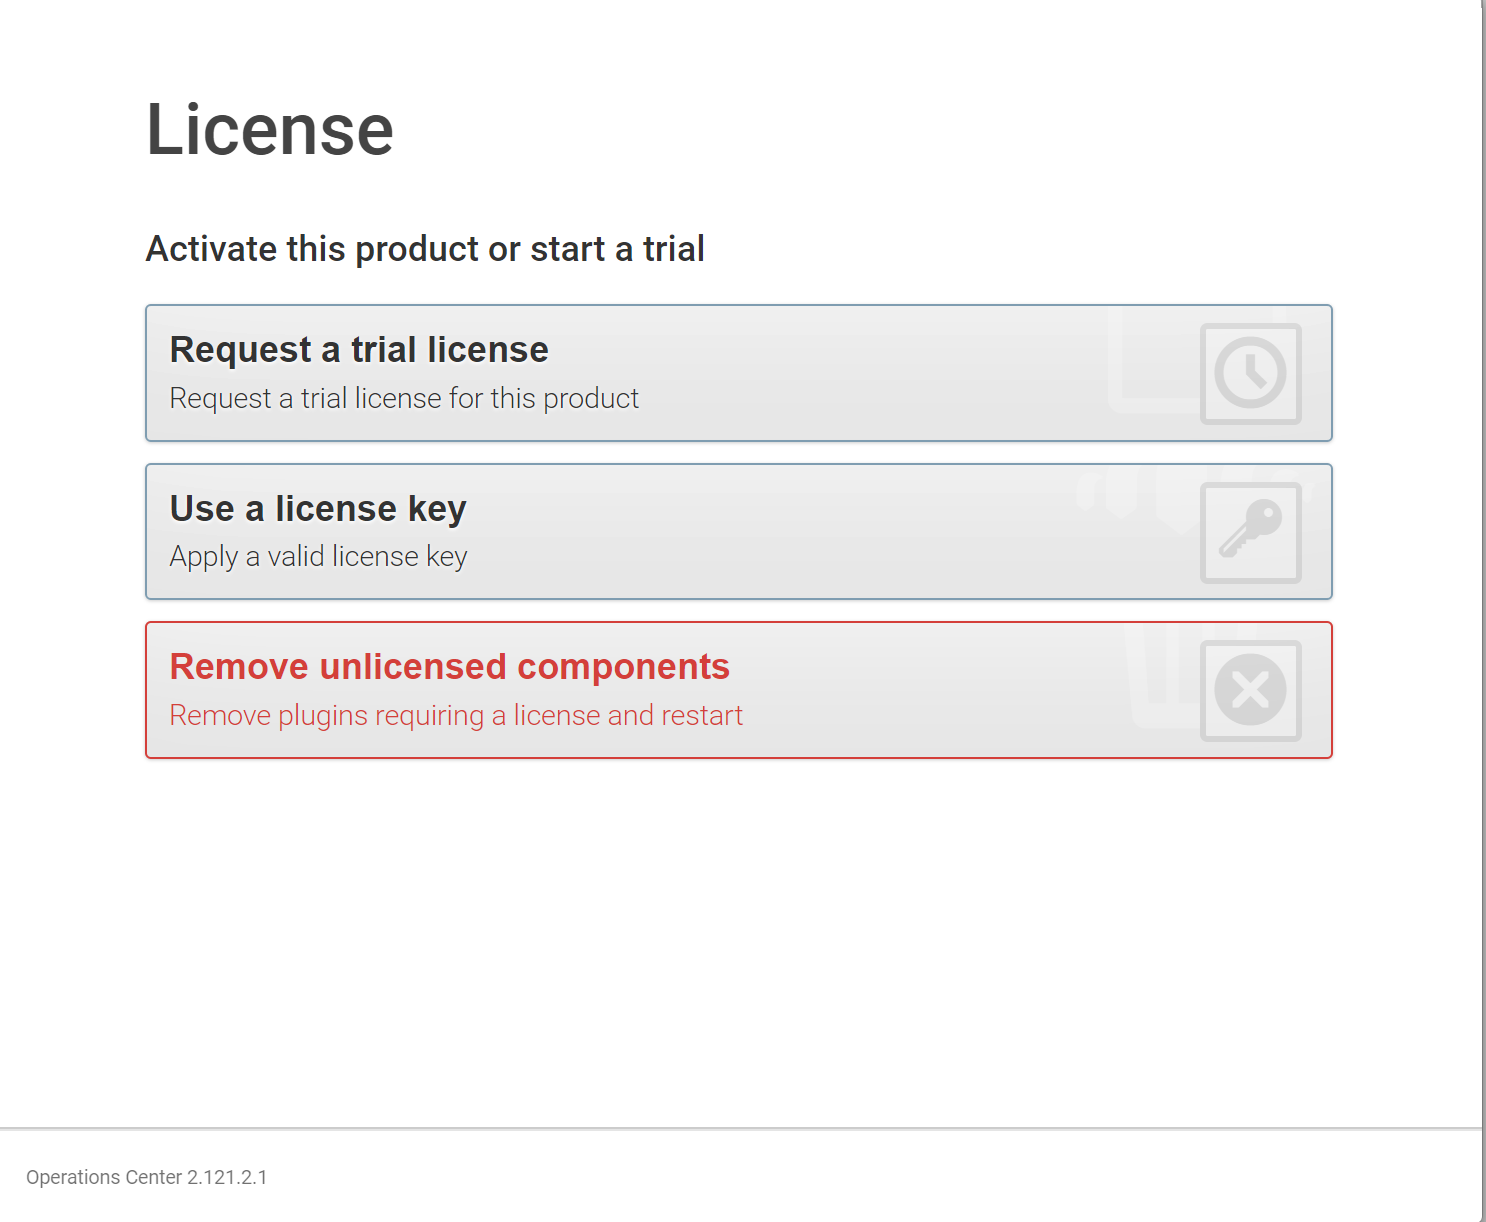 License
Activate this product or start a trial
Request a trial license
Request a trial license for this product
Use a license key
Apply a valid license key
Remove unlicensed components
Remove plugins requiring a license and restart
Operations Center 2.121.2.1